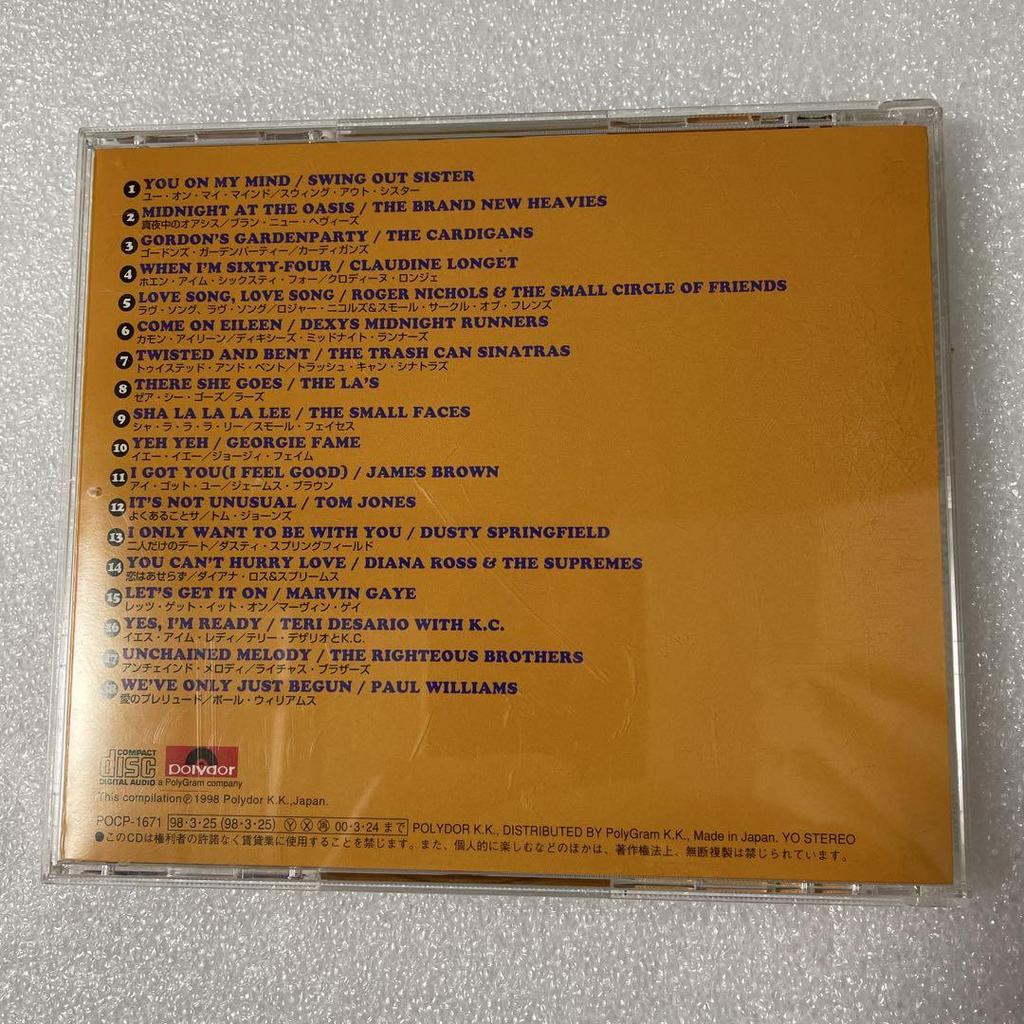 1 YOU ON MY MIND / SWING OUT SISTER
ユー・オン・マイ・マインド／スウィング・アウト・シスター
2 MIDNIGHT AT THE OASIS / THE BRAND NEW HEAVIES
真夜中のオアシス／ブラン・ニュー・ヘヴィーズ
3 GORDON'S GARDENPARTY / THE CARDIGANS
ゴードンズ・ガーデンパーティー／カーディガンズ
4 WHEN I'M SIXTY-FOUR / CLAUDINE LONGET
ホエン・アイム・シックスティ・フォー／クロディーヌ・ロンジェ
5 LOVE SONG, LOVE SONG / ROGER NICHOLS & THE SMALL CIRCLE OF FRIENDS
ラヴ・ソング、ラヴ・ソング／ロジャー・ニコルズ&スモール・サークル・オブ・フレンズ
6 COME ON EILEEN / DEXYS MIDNIGHT RUNNERS
カモン・アイリーン／ディキシーズ・ミッドナイト・ランナーズ
7 TWISTED AND BENT / THE TRASH CAN SINATRAS
トゥイステッド・アンド・ベント／トラッシュ・キャン・シナトラズ
8 THERE SHE GOES / THE LA'S
ゼア・シー・ゴーズ／ラーズ
9 SHA LA LA LA LEE / THE SMALL FACES
シャ・ラ・ラ・ラ・リー／スモール・フェイセス
10 YEH YEH / GEORGIE FAME
イエー・イエー／ジョージィ・フェイム
11 I GOT YOU(I FEEL GOOD) / JAMES BROWN
アイ・ゴット・ユー／ジェームス・ブラウン
12 IT'S NOT UNUSUAL / TOM JONES
よくあることサ／トム・ジョーンズ
13 I ONLY WANT TO BE WITH YOU / DUSTY SPRINGFIELD
二人だけのデート／ダスティ・スプリングフィールド
14 YOU CAN'T HURRY LOVE / DIANA ROSS & THE SUPREMES
恋はあせらず／ダイアナ・ロス&スプリームス
15 LET'S GET IT ON / MARVIN GAYE
レッツ・ゲット・イット・オン／マーヴィン・ゲイ
16 YES, I'M READY / TERI DESARIO WITH K.C.
イエス・アイム・レディ／テリー・デザリオとK.C.
17 UNCHAINED MELODY / THE RIGHTEOUS BROTHERS
アンチェインド・メロディ／ライチャス・ブラザーズ
18 WE'VE ONLY JUST BEGUN / PAUL WILLIAMS
愛のプレリュード／ポール・ウィリアムス
COMPACT disc DIGITAL AUDIO
polydor
a PolyGram company
This compilation Ⓟ 1998 Polydor K.K.,Japan.
POCP-1671 98・3・25 (98・3・25) Ⓨ Ⓧ ㊞ 00・3・24 まで POLYDOR K.K., DISTRIBUTED BY PolyGram K.K., Made in Japan. YO STEREO
●このCDは権利者の許諾なく賃貸業に使用することを禁じます。また、個人的に楽しむなどのほかは、著作権法上、無断複製は禁じられています。